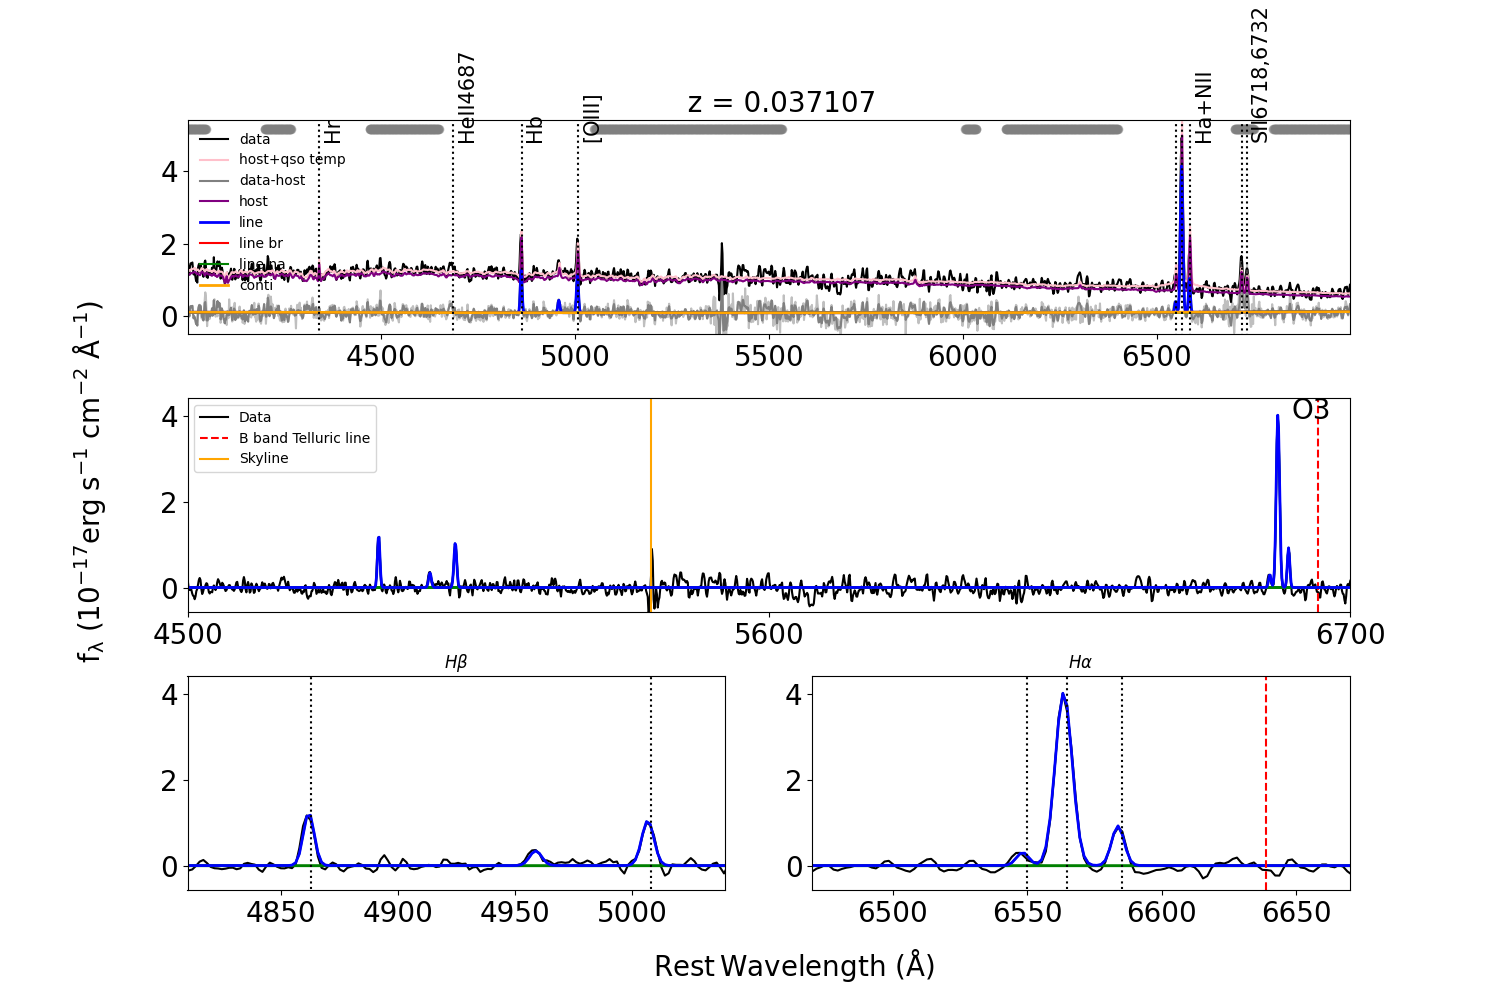 z = 0.037107
Hr
HeII4687
Hb
[OIII]
Ha+NII
SII6718,6732
data
host+qso temp
data-host
host
line
line br
line na
conti
4
2
0
4500
5000
5500
6000
6500
f_λ (10^−17 erg s^−1 cm^−2 Å^−1)
Data
B band Telluric line
Skyline
O3
4
2
0
4500
5600
6700
Hβ
4
2
0
4850
4900
4950
5000
Hα
4
2
0
6500
6550
6600
6650
Rest Wavelength (Å)